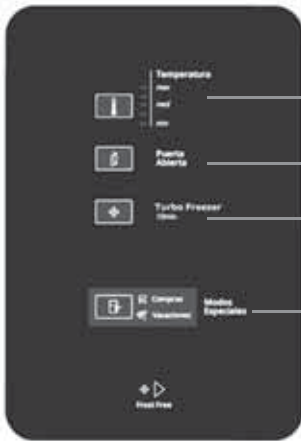 Temperatura
max
med
min
Puerta
Abierta
Turbo Freezer
Compras
Vacaciones
Modos
Especiales
Frost Free